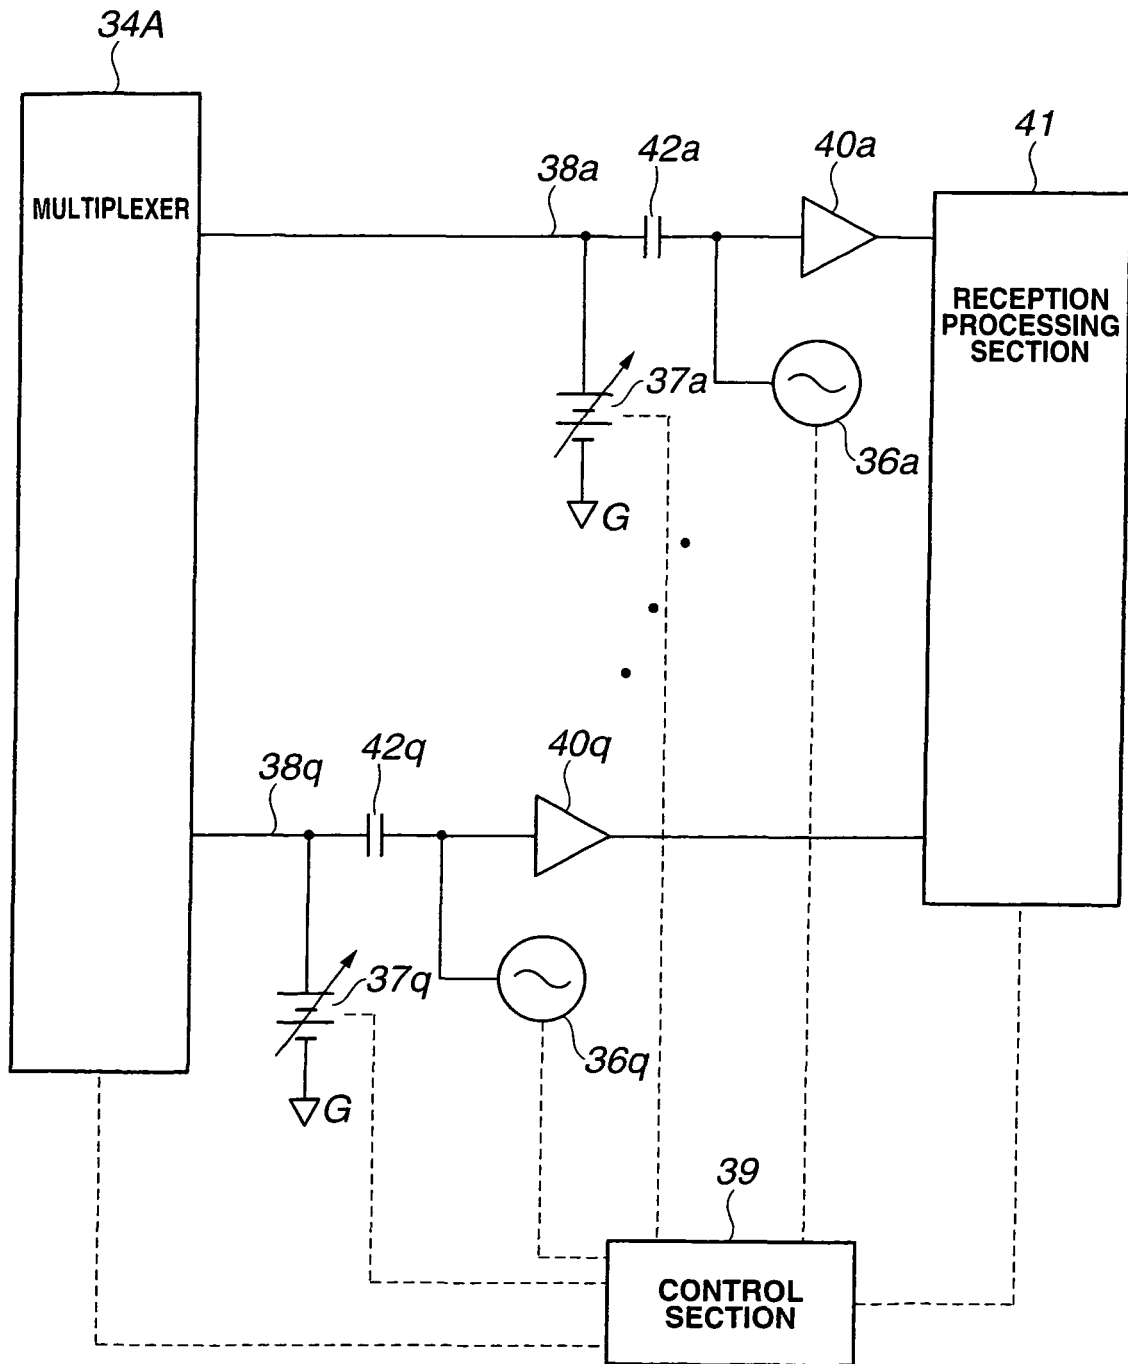 34A
MULTIPLEXER
38a
42a
40a
41
RECEPTION
PROCESSING
SECTION
37a
36a
G
38q
42q
40q
37q
36q
G
39
CONTROL
SECTION